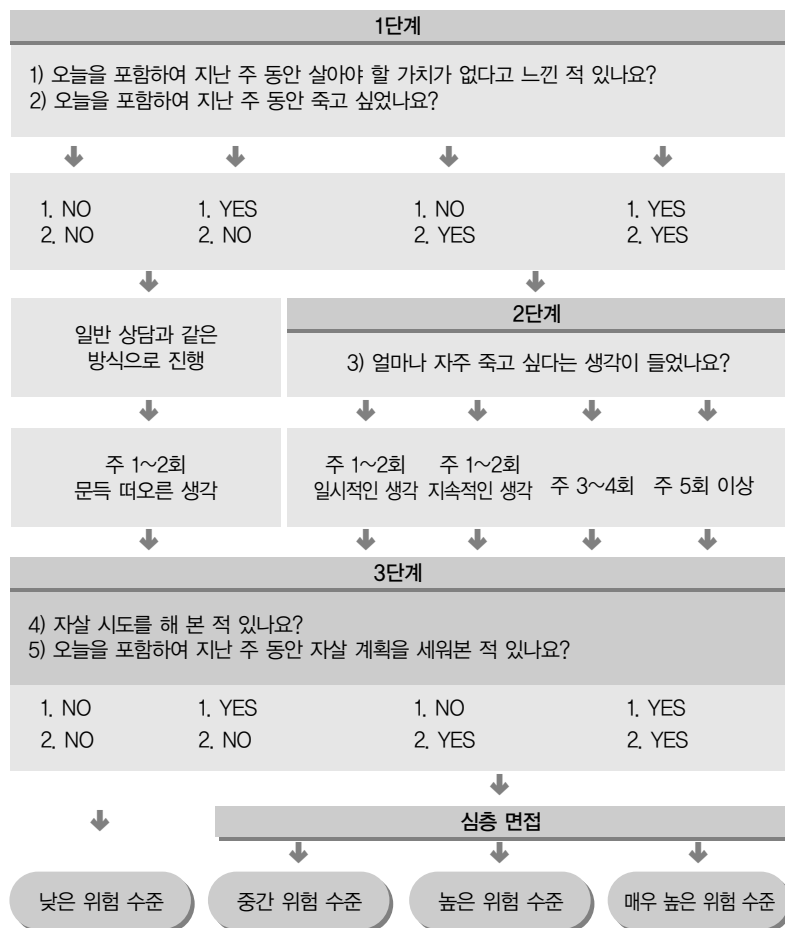 1단계
1) 오늘을 포함하여 지난 주 동안 살아야 할 가치가 없다고 느낀 적 있나요?
2) 오늘을 포함하여 지난 주 동안 죽고 싶었나요?
1. NO
2. NO
1. YES
2. NO
1. NO
2. YES
1. YES
2. YES
일반 상담과 같은
방식으로 진행
2단계
3) 얼마나 자주 죽고 싶다는 생각이 들었나요?
주 1~2회
문득 떠오른 생각
주 1~2회
일시적인 생각
주 1~2회
지속적인 생각
주 3~4회
주 5회 이상
3단계
4) 자살 시도를 해 본 적 있나요?
5) 오늘을 포함하여 지난 주 동안 자살 계획을 세워본 적 있나요?
1. NO
2. NO
1. YES
2. NO
1. NO
2. YES
1. YES
2. YES
심층 면접
낮은 위험 수준
중간 위험 수준
높은 위험 수준
매우 높은 위험 수준